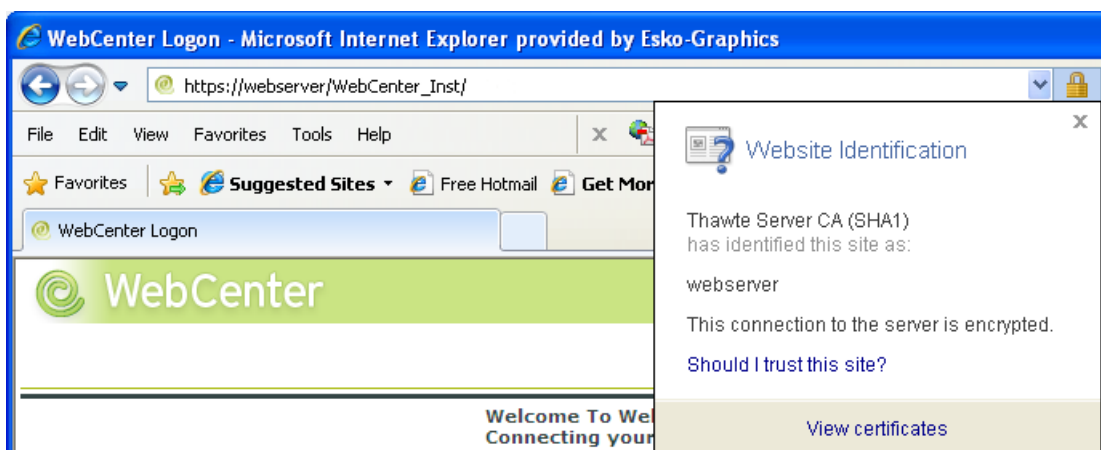 WebCenter Logon - Microsoft Internet Explorer provided by Esko-Graphics
https://webserver/WebCenter_Inst/
File Edit View Favorites Tools Help X
Favorites Suggested Sites Free Hotmail Get Mor
WebCenter Logon
WebCenter
Welcome To Wel
Connecting your
X
Website Identification
Thawte Server CA (SHA1)
has identified this site as:
webserver
This connection to the server is encrypted.
Should I trust this site?
View certificates